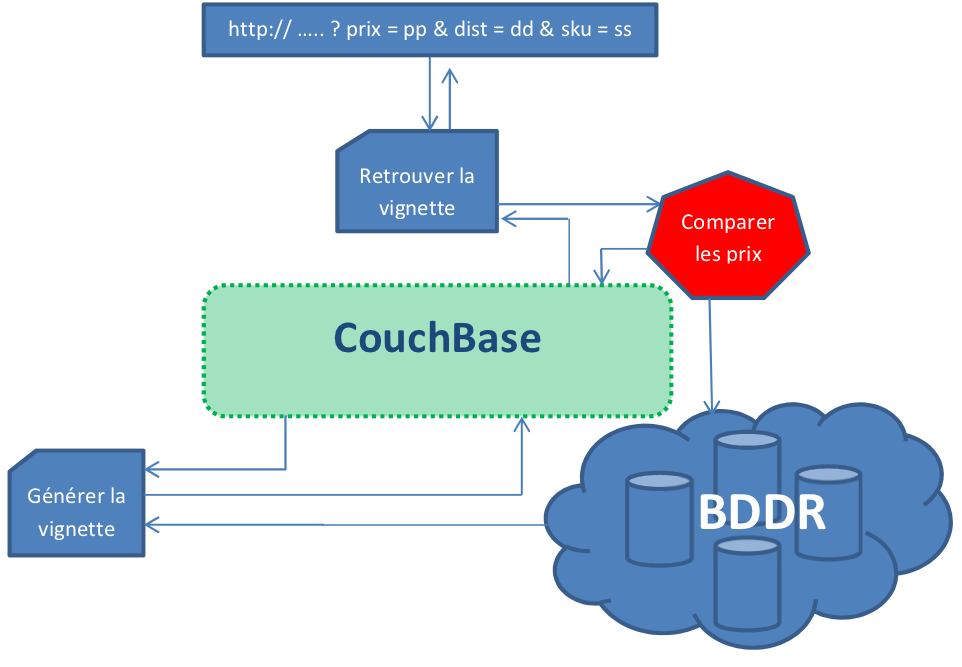 http:// ..... ? prix = pp & dist = dd & sku = ss
Retrouver la
vignette
Comparer
les prix
CouchBase
Générer la
vignette
BDDR